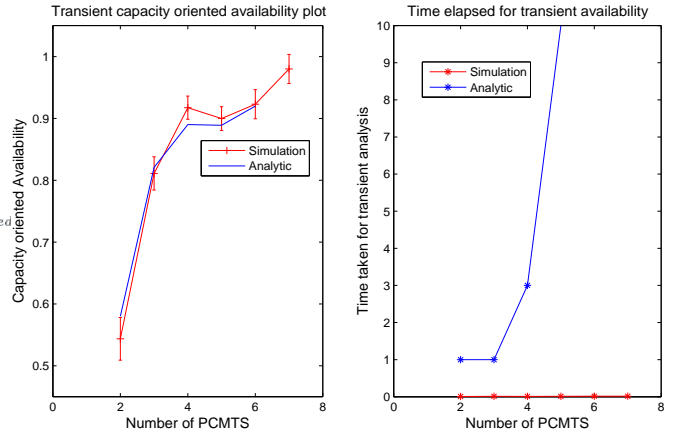 Transient capacity oriented availability plot
1
0.9
0.8
0.7
0.6
0.5
Capacity oriented Availability
ed
Simulation
Analytic
0 2 4 6 8
Number of PCMTS
Time elapsed for transient availability
10
9
8
7
6
5
4
3
2
1
0
Time taken for transient analysis
Simulation
Analytic
0 2 4 6 8
Number of PCMTS